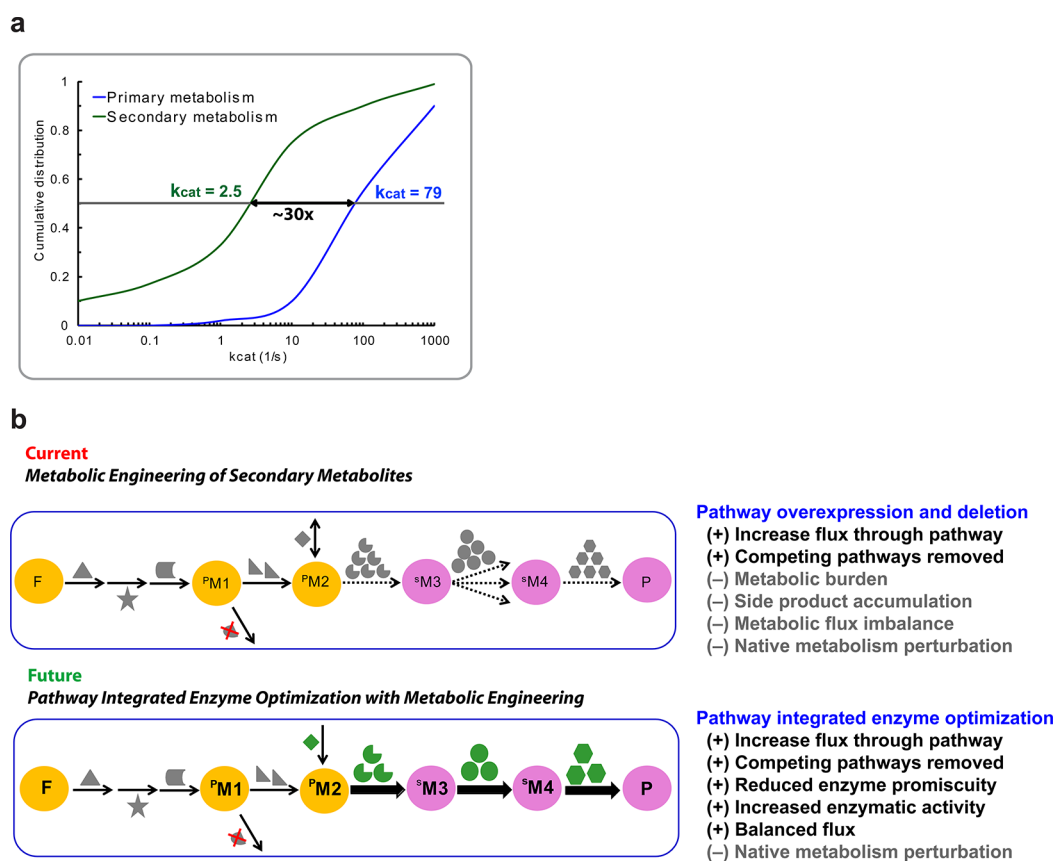 a
1
Primary metabolism
Secondary metabolism
0.8
kcat = 2.5
kcat = 79
0.6
~30x
0.4
0.2
0
Cumulative distribution
0.01 0.1 1 10 100 1000
kcat (1/s)
b
Current
Metabolic Engineering of Secondary Metabolites
Pathway overexpression and deletion
(+) Increase flux through pathway
(+) Competing pathways removed
(–) Metabolic burden
(–) Side product accumulation
(–) Metabolic flux imbalance
(–) Native metabolism perturbation
F ᴾM1 ᴾM2 ˢM3 ˢM4 P
Future
Pathway Integrated Enzyme Optimization with Metabolic Engineering
Pathway integrated enzyme optimization
(+) Increase flux through pathway
(+) Competing pathways removed
(+) Reduced enzyme promiscuity
(+) Increased enzymatic activity
(+) Balanced flux
(–) Native metabolism perturbation
F ᴾM1 ᴾM2 ˢM3 ˢM4 P